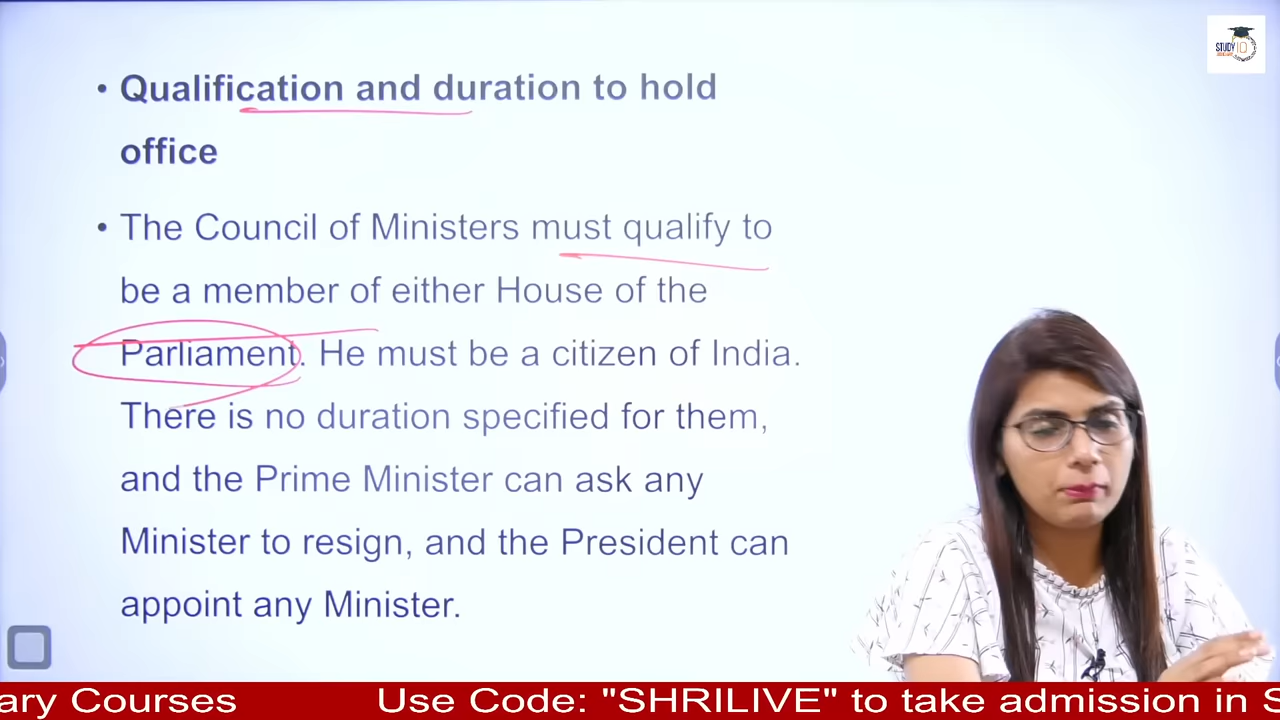 STUDY IQ
• Qualification and duration to hold
office
• The Council of Ministers must qualify to
be a member of either House of the
Parliament. He must be a citizen of India.
There is no duration specified for them,
and the Prime Minister can ask any
Minister to resign, and the President can
appoint any Minister.
ary Courses Use Code: "SHRILIVE" to take admission in S